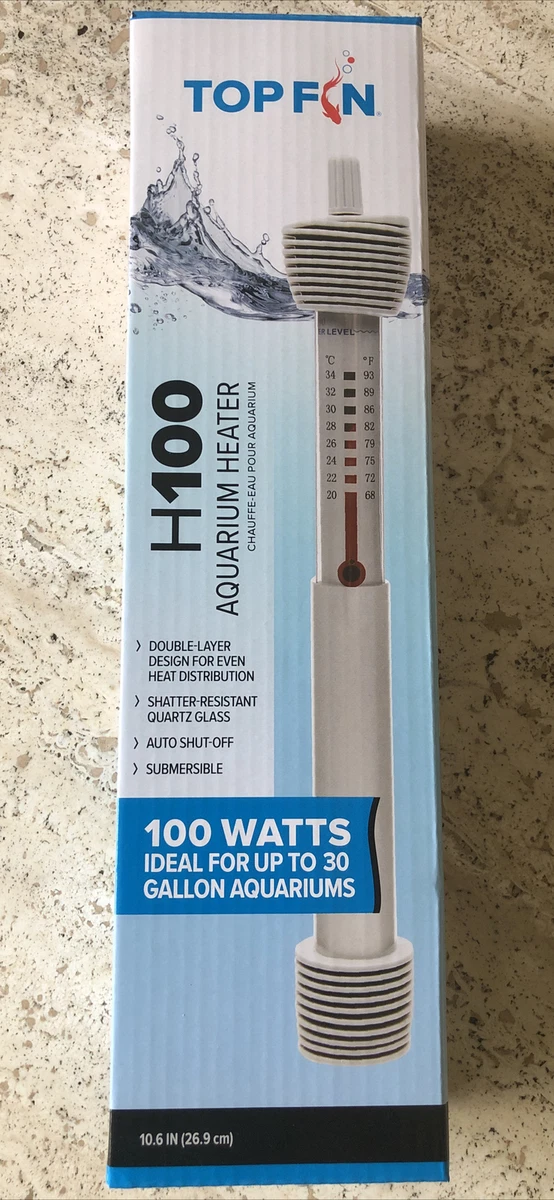 TOP FIN
ER LEVEL
°C °F
34 93
32 89
30 86
28 82
26 79
24 75
22 72
20 68
H100
AQUARIUM HEATER
CHAUFFE-EAU POUR AQUARIUM
DOUBLE-LAYER
DESIGN FOR EVEN
HEAT DISTRIBUTION
SHATTER-RESISTANT
QUARTZ GLASS
AUTO SHUT-OFF
SUBMERSIBLE
100 WATTS
IDEAL FOR UP TO 30
GALLON AQUARIUMS
10.6 IN (26.9 cm)